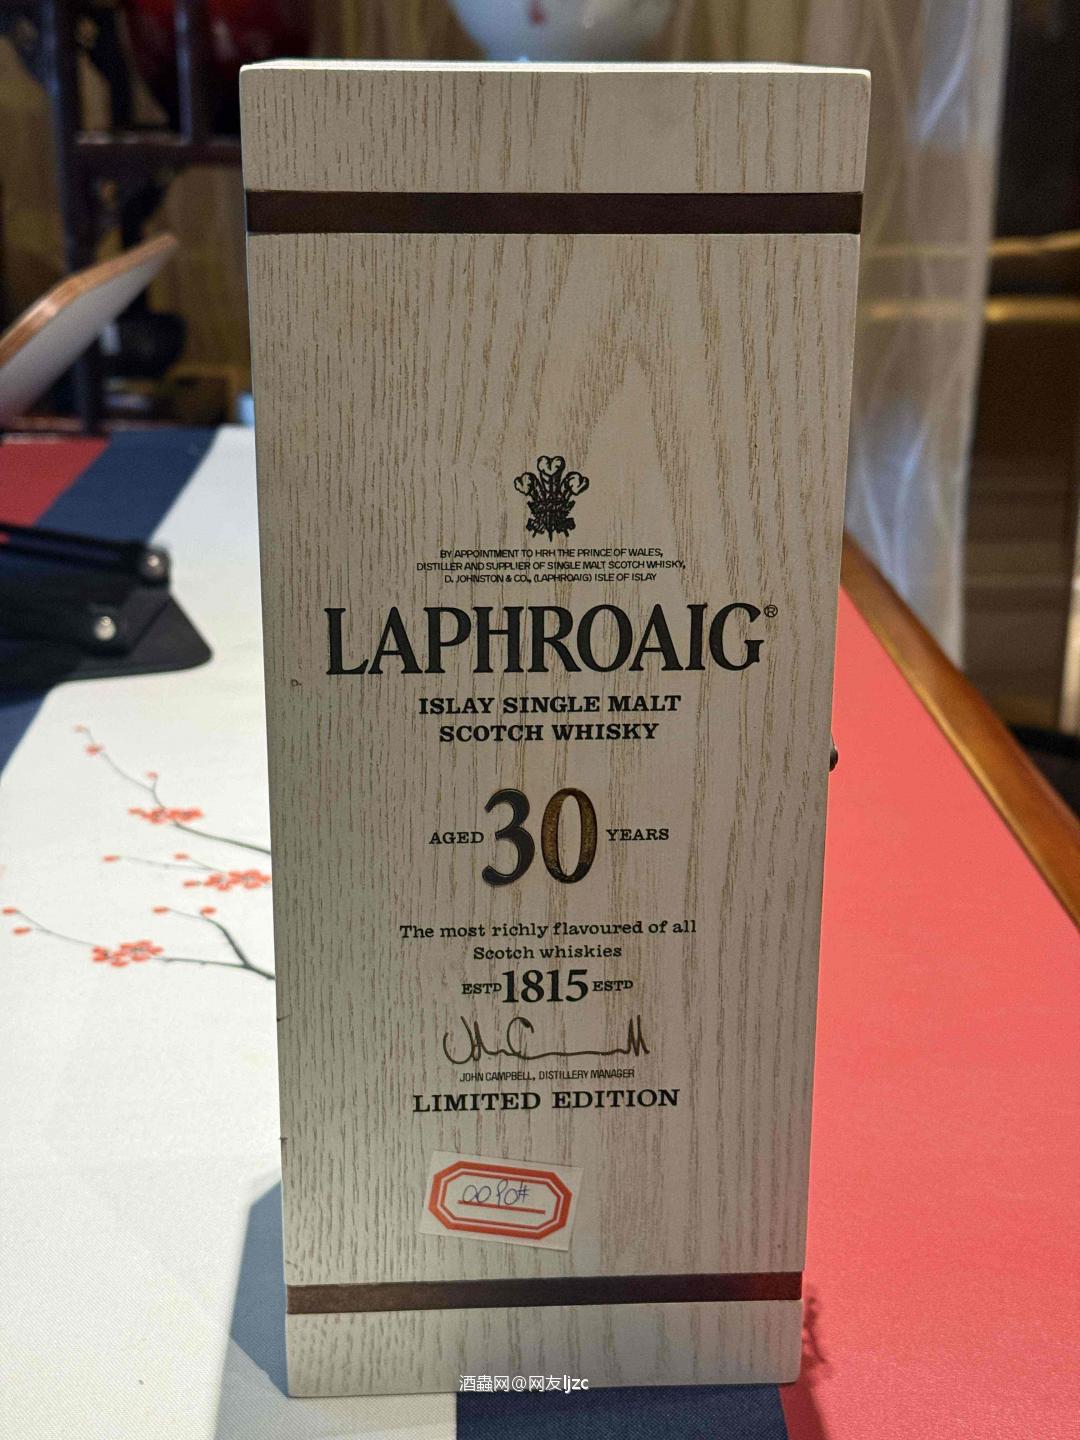 BY APPOINTMENT TO HRH THE PRINCE OF WALES,
DISTILLER AND SUPPLIER OF SINGLE MALT SCOTCH WHISKY,
D. JOHNSTON & CO., (LAPHROAIG) ISLE OF ISLAY
LAPHROAIG®
ISLAY SINGLE MALT
SCOTCH WHISKY
AGED 30 YEARS
The most richly flavoured of all
Scotch whiskies
ESTD 1815 ESTD
JOHN CAMPBELL, DISTILLERY MANAGER
LIMITED EDITION
酒蟲网@网友ljzc